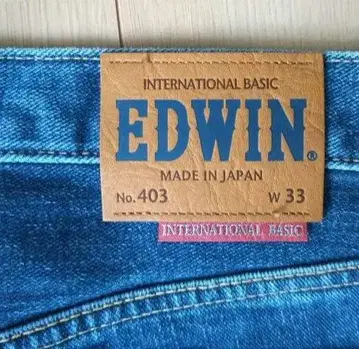 INTERNATIONAL BASIC
EDWIN®
MADE IN JAPAN
No. 403 W 33
INTERNATIONAL BASIC